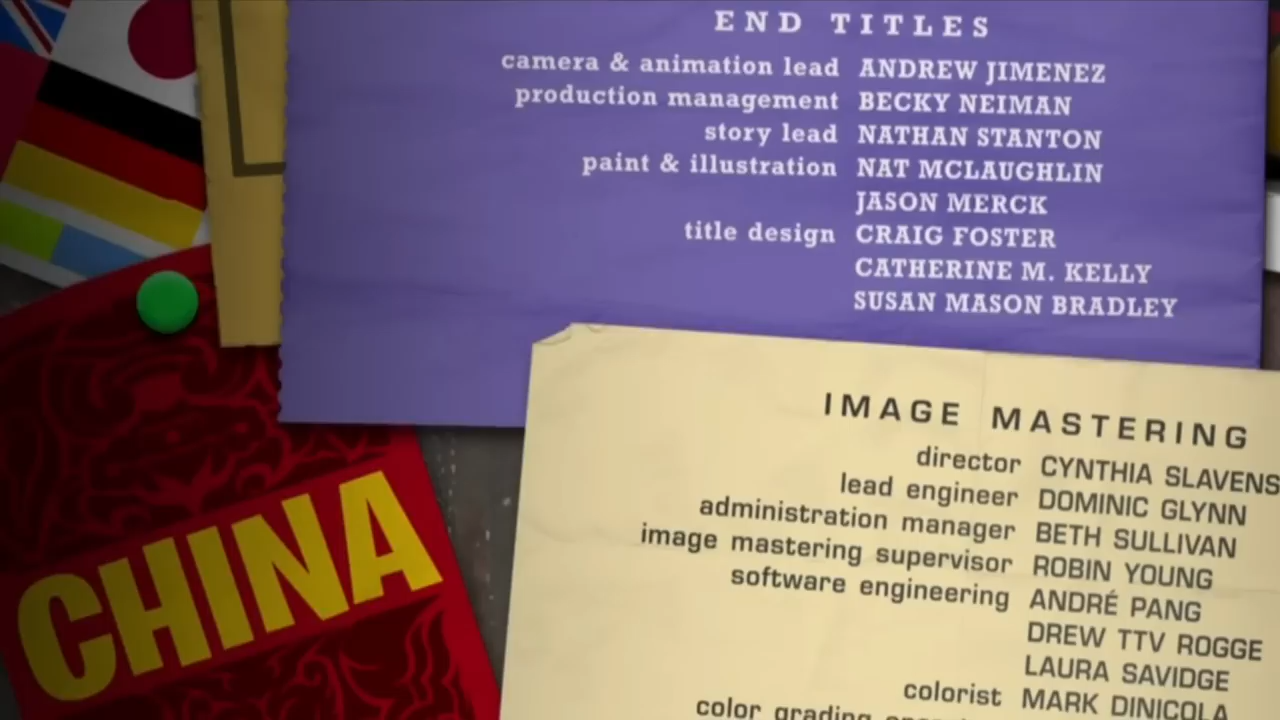 END TITLES
camera & animation lead ANDREW JIMENEZ
production management BECKY NEIMAN
story lead NATHAN STANTON
paint & illustration NAT MCLAUGHLIN
JASON MERCK
title design CRAIG FOSTER
CATHERINE M. KELLY
SUSAN MASON BRADLEY
IMAGE MASTERING
director CYNTHIA SLAVENS
lead engineer DOMINIC GLYNN
administration manager BETH SULLIVAN
image mastering supervisor ROBIN YOUNG
software engineering ANDRÉ PANG
DREW TTV ROGGE
LAURA SAVIDGE
colorist MARK DINICOLA
color grading
CHINA